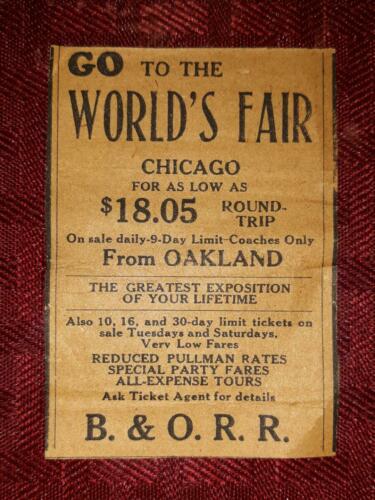 GO TO THE
WORLD'S FAIR
CHICAGO
FOR AS LOW AS
$18.05 ROUND-
TRIP
On sale daily-9-Day Limit-Coaches Only
From OAKLAND
THE GREATEST EXPOSITION
OF YOUR LIFETIME
Also 10, 16, and 30-day limit tickets on
sale Tuesdays and Saturdays.
Very Low Fares
REDUCED PULLMAN RATES
SPECIAL PARTY FARES
ALL-EXPENSE TOURS
Ask Ticket Agent for details
B. & O. R. R.